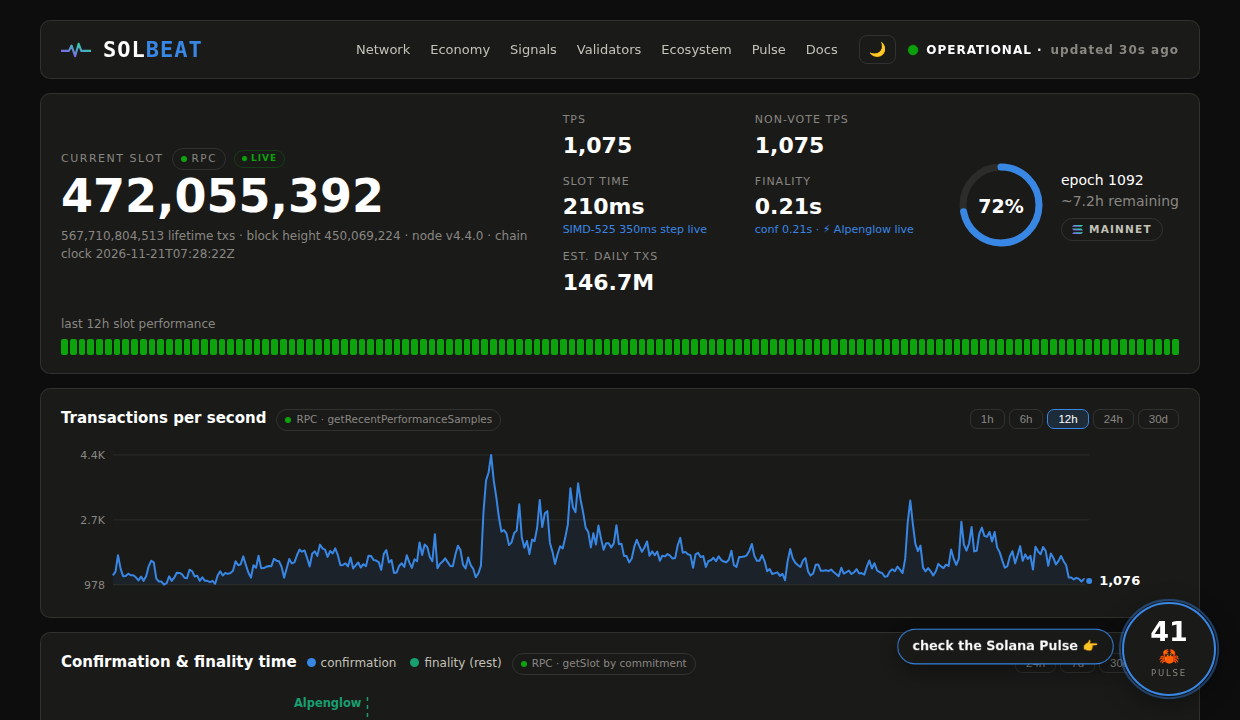 SOLBEAT
Network Economy Signals Validators Ecosystem Pulse Docs
OPERATIONAL · updated 30s ago
CURRENT SLOT RPC LIVE
472,055,392
567,710,804,513 lifetime txs · block height 450,069,224 · node v4.4.0 · chain
clock 2026-11-21T07:28:22Z
TPS
1,075
NON-VOTE TPS
1,075
SLOT TIME
210ms
SIMD-525 350ms step live
FINALITY
0.21s
conf 0.21s · ⚡ Alpenglow live
EST. DAILY TXS
146.7M
72%
epoch 1092
~7.2h remaining
MAINNET
last 12h slot performance
Transactions per second RPC · getRecentPerformanceSamples
1h 6h 12h 24h 30d
4.4K
2.7K
978
1,076
Confirmation & finality time confirmation finality (rest) RPC · getSlot by commitment
check the Solana Pulse 👉
41
🦀
PULSE
Alpenglow